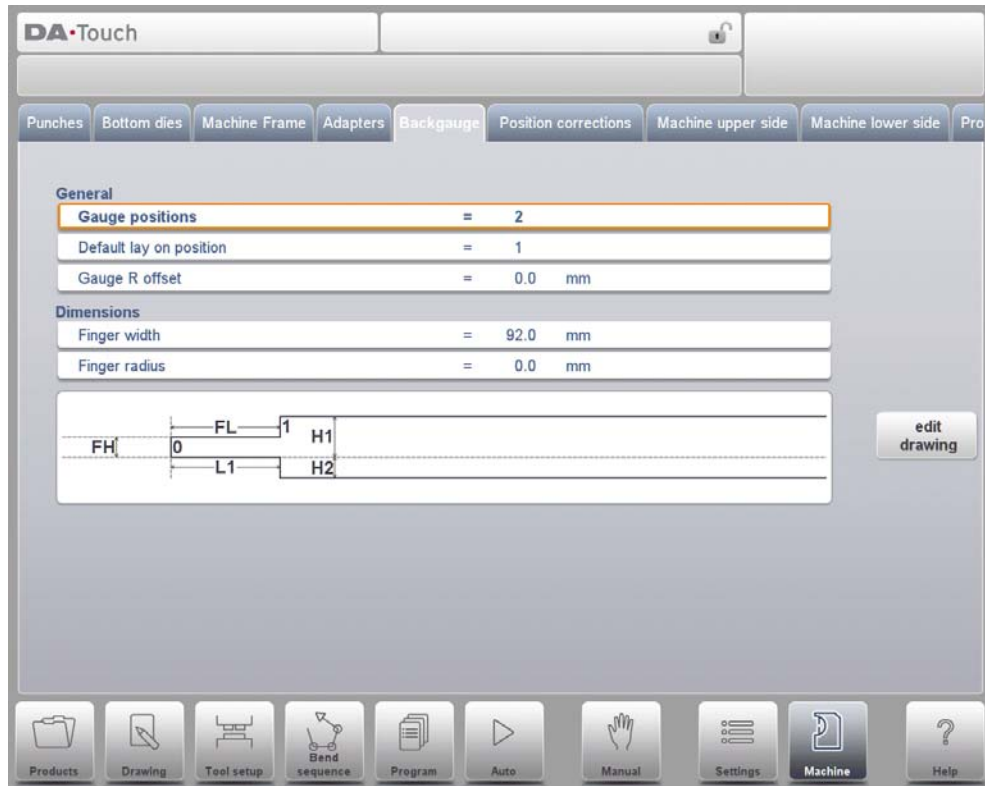 DA•Touch
Punches Bottom dies Machine Frame Adapters Backgauge Position corrections Machine upper side Machine lower side Pro
General
Gauge positions = 2
Default lay on position = 1
Gauge R offset = 0.0 mm
Dimensions
Finger width = 92.0 mm
Finger radius = 0.0 mm
FL 1 H1
FH 0
L1 H2
edit
drawing
Products Drawing Tool setup Bend sequence Program Auto Manual Settings Machine Help